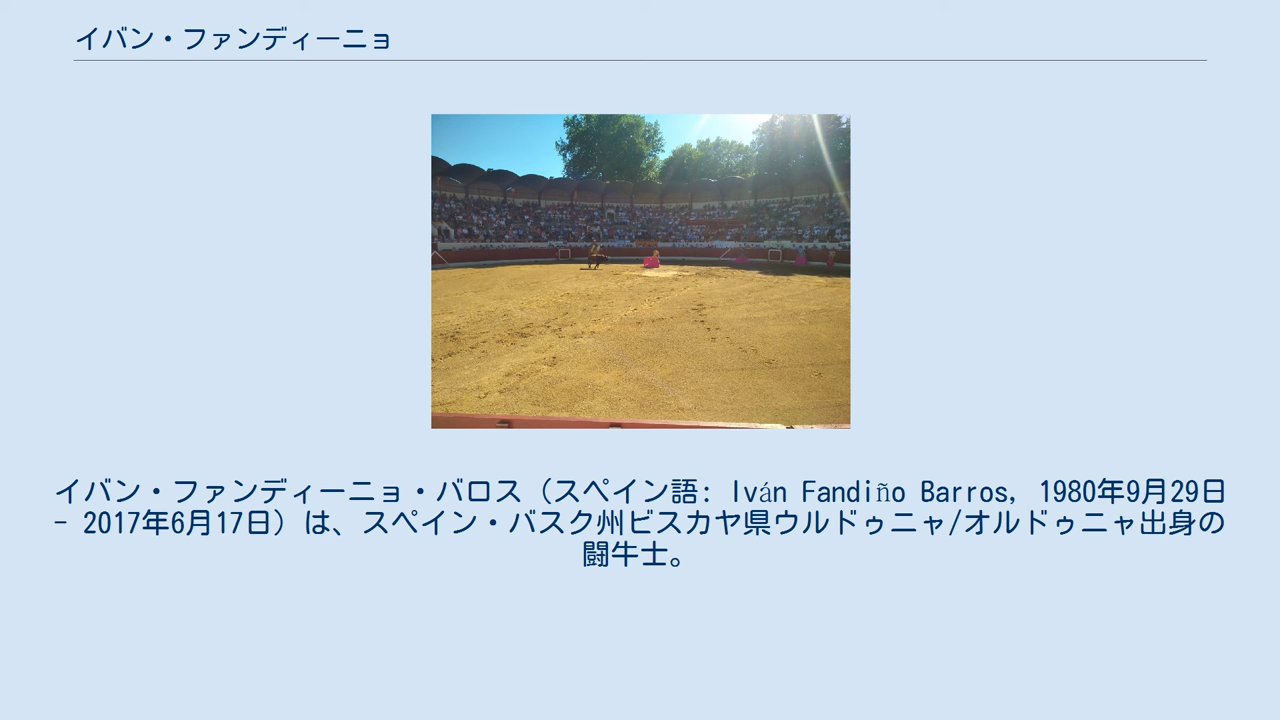 イバン・ファンディーニョ
イバン・ファンディーニョ・バロス（スペイン語: Iván Fandiño Barros, 1980年9月29日
- 2017年6月17日）は、スペイン・バスク州ビスカヤ県ウルドゥニャ/オルドゥニャ出身の
闘牛士。